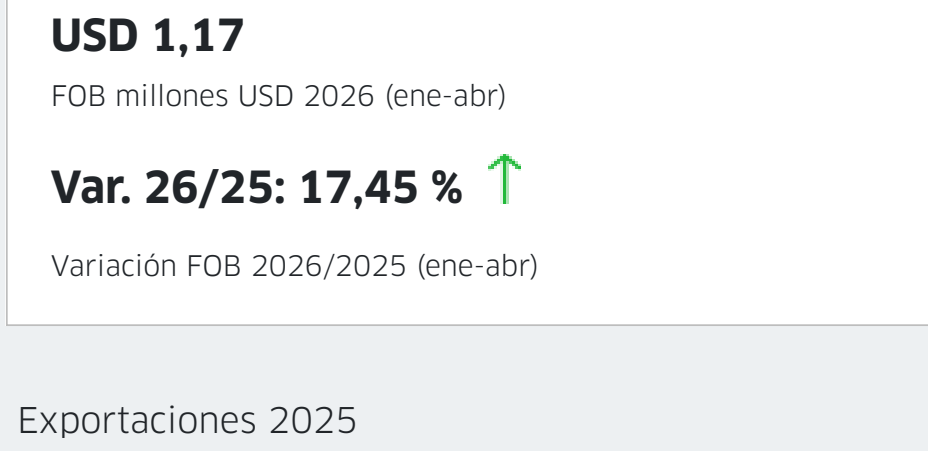 USD 1,17
FOB millones USD 2026 (ene-abr)
Var. 26/25: 17,45 % ↑
Variación FOB 2026/2025 (ene-abr)
Exportaciones 2025